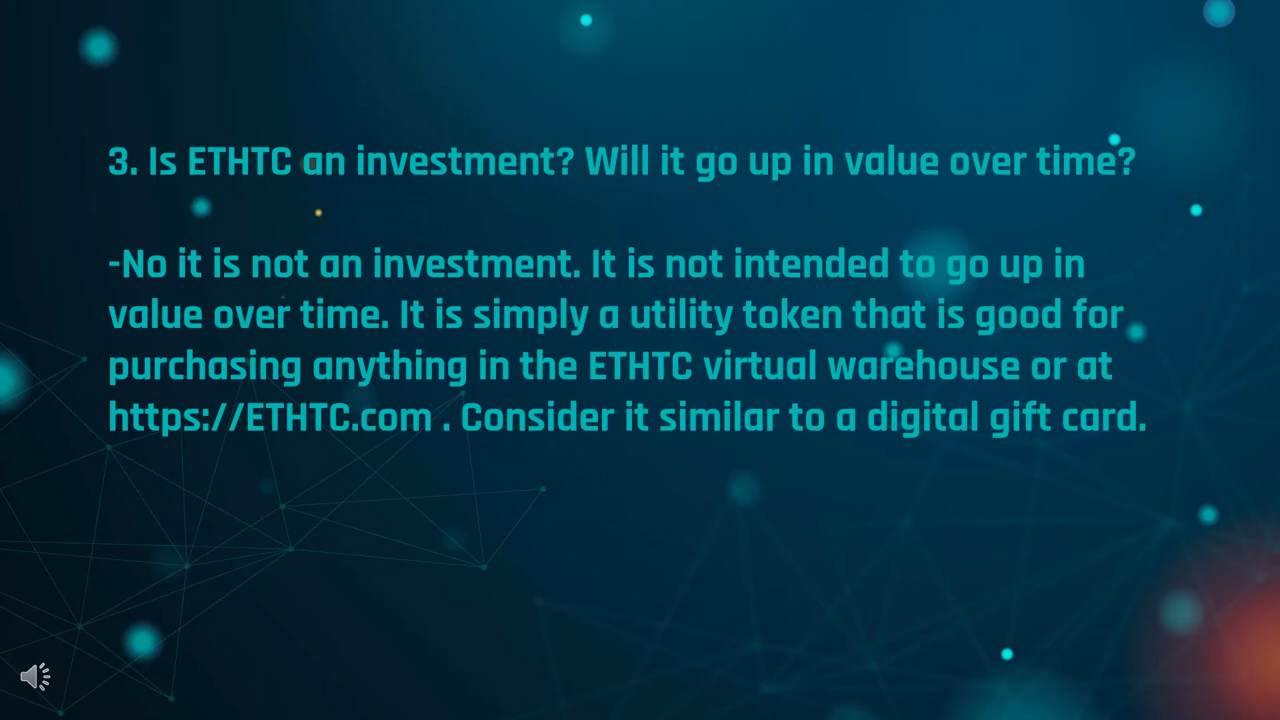 3. Is ETHTC an investment? Will it go up in value over time?
-No it is not an investment. It is not intended to go up in
value over time. It is simply a utility token that is good for
purchasing anything in the ETHTC virtual warehouse or at
https://ETHTC.com . Consider it similar to a digital gift card.